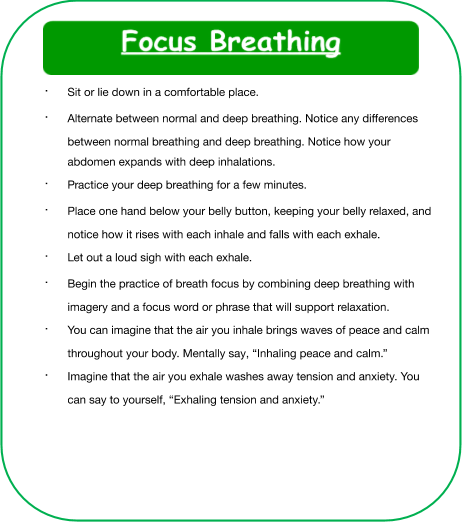 Focus Breathing
· Sit or lie down in a comfortable place.
· Alternate between normal and deep breathing. Notice any differences
between normal breathing and deep breathing. Notice how your
abdomen expands with deep inhalations.
· Practice your deep breathing for a few minutes.
· Place one hand below your belly button, keeping your belly relaxed, and
notice how it rises with each inhale and falls with each exhale.
· Let out a loud sigh with each exhale.
· Begin the practice of breath focus by combining deep breathing with
imagery and a focus word or phrase that will support relaxation.
· You can imagine that the air you inhale brings waves of peace and calm
throughout your body. Mentally say, “Inhaling peace and calm.”
· Imagine that the air you exhale washes away tension and anxiety. You
can say to yourself, “Exhaling tension and anxiety.”